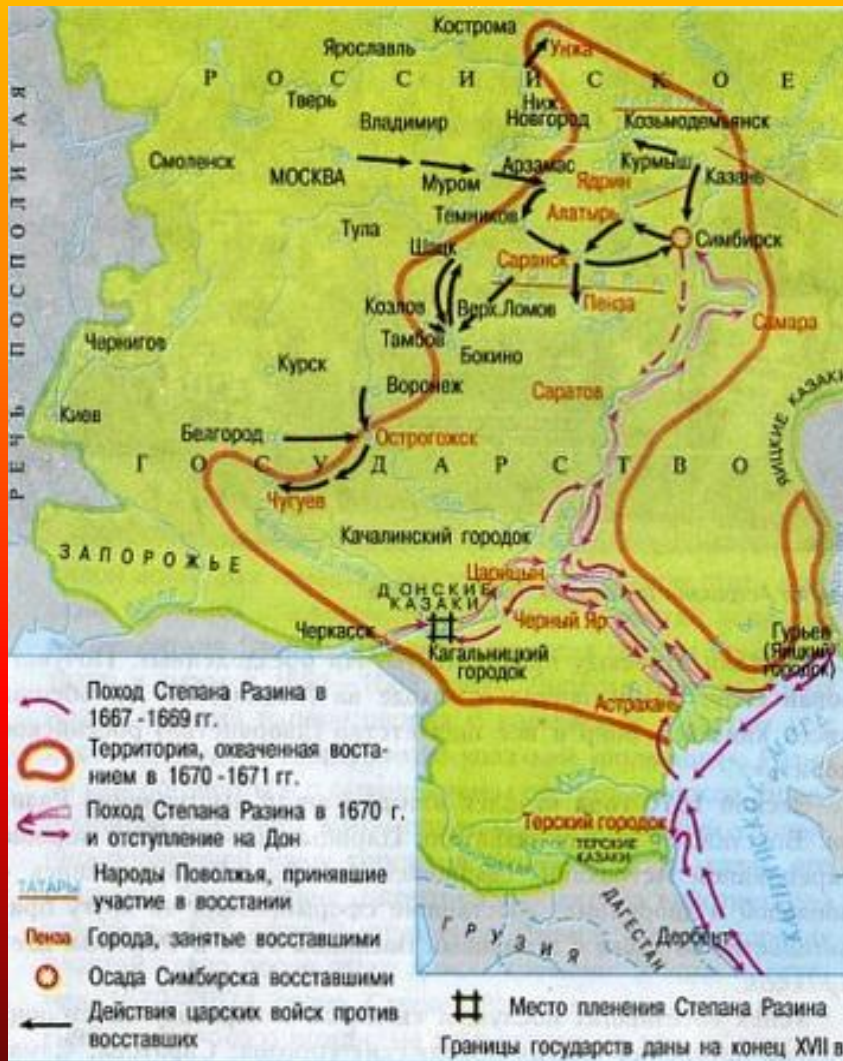 Кострома
Унжа
Ярославль
РОССИЙСКОЕ
Тверь
Ниж.
Новгород
Козьмодемьянск
Владимир
Смоленск
МОСКВА
Муром
Арзамас
Курмыш
Ядрин
Казань
Темников
Алатырь
Тула
Шацк
Симбирск
Саранск
Козлов
Верх.Ломов
Пенза
Самара
Тамбов
Чернигов
Бокино
Курск
Воронеж
Саратов
Киев
Белгород
Острогожск
РЕЧЬ ПОСПОЛИТАЯ
ЯИЦКИЕ КАЗАКИ
ГОСУДАРСТВО
Чугуев
Качалинский городок
ЗАПОРОЖЬЕ
Царицын
ДОНСКИЕ
КАЗАКИ
Черный Яр
Черкасск
Кагальницкий
городок
Гурьев
(Яицкий
городок)
Астрахань
Терский городок
ТЕРСКИЕ
КАЗАКИ
КАСПИЙСКОЕ МОРЕ
ДАГЕСТАН
ГРУЗИЯ
Дербент
Поход Степана Разина в
1667 -1669 гг.
Территория, охваченная восста-
нием в 1670 -1671 гг.
Поход Степана Разина в 1670 г.
и отступление на Дон
ТАТАРЫ
Народы Поволжья, принявшие
участие в восстании
Пенза
Города, занятые восставшими
Осада Симбирска восставшими
Действия царских войск против
восставших
Место пленения Степана Разина
Границы государств даны на конец XVII в